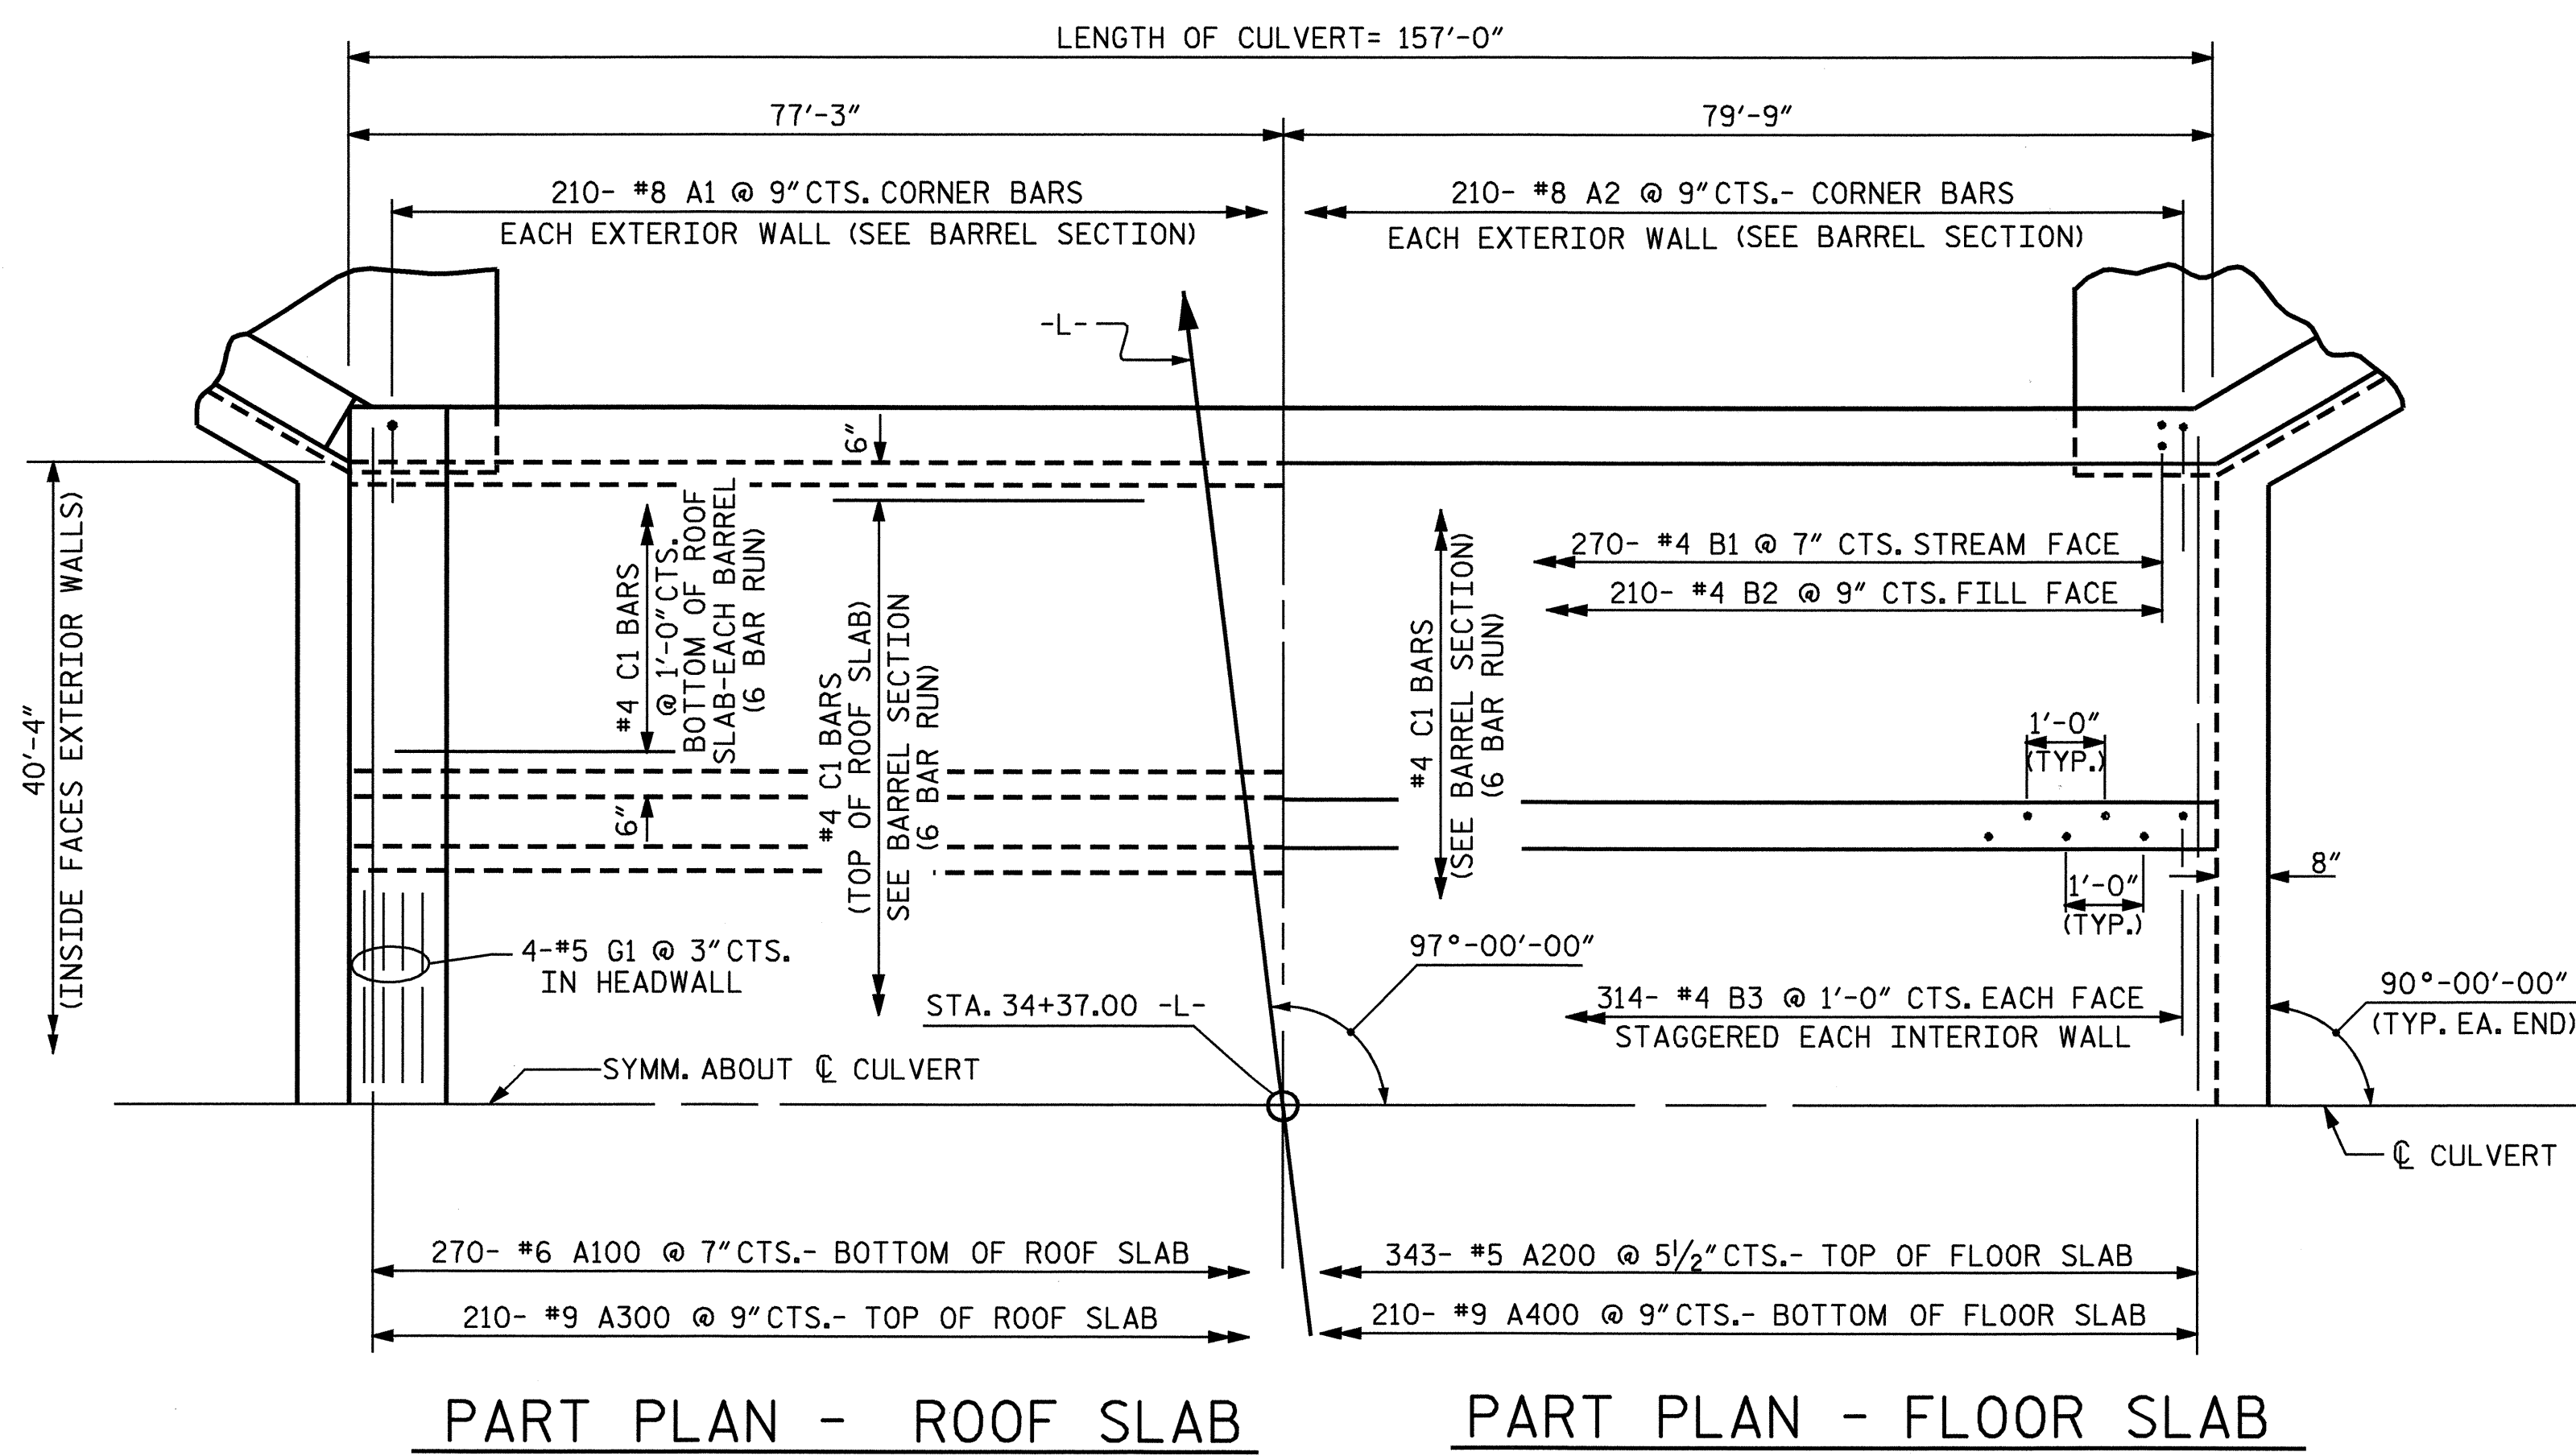 LENGTH OF CULVERT= 157'-0"
77'-3"
79'-9"
210- #8 A1 @ 9"CTS. CORNER BARS
EACH EXTERIOR WALL (SEE BARREL SECTION)
210- #8 A2 @ 9"CTS.- CORNER BARS
EACH EXTERIOR WALL (SEE BARREL SECTION)
-L-
6"
40'-4"
(INSIDE FACES EXTERIOR WALLS)
#4 C1 BARS
@ 1'-0"CTS.
BOTTOM OF ROOF
SLAB-EACH BARREL
(6 BAR RUN)
6"
#4 C1 BARS
(TOP OF ROOF SLAB)
SEE BARREL SECTION
(6 BAR RUN)
#4 C1 BARS
(SEE BARREL SECTION)
(6 BAR RUN)
270- #4 B1 @ 7" CTS. STREAM FACE
210- #4 B2 @ 9" CTS. FILL FACE
1'-0"
(TYP.)
1'-0"
(TYP.)
8"
4-#5 G1 @ 3"CTS.
IN HEADWALL
97°-00'-00"
STA. 34+37.00 -L-
314- #4 B3 @ 1'-0" CTS. EACH FACE
STAGGERED EACH INTERIOR WALL
90°-00'-00"
(TYP. EA. END)
SYMM. ABOUT ℄ CULVERT
℄ CULVERT
270- #6 A100 @ 7"CTS.- BOTTOM OF ROOF SLAB
343- #5 A200 @ 5½"CTS.- TOP OF FLOOR SLAB
210- #9 A300 @ 9"CTS.- TOP OF ROOF SLAB
210- #9 A400 @ 9"CTS.- BOTTOM OF FLOOR SLAB
PART PLAN - ROOF SLAB
PART PLAN - FLOOR SLAB